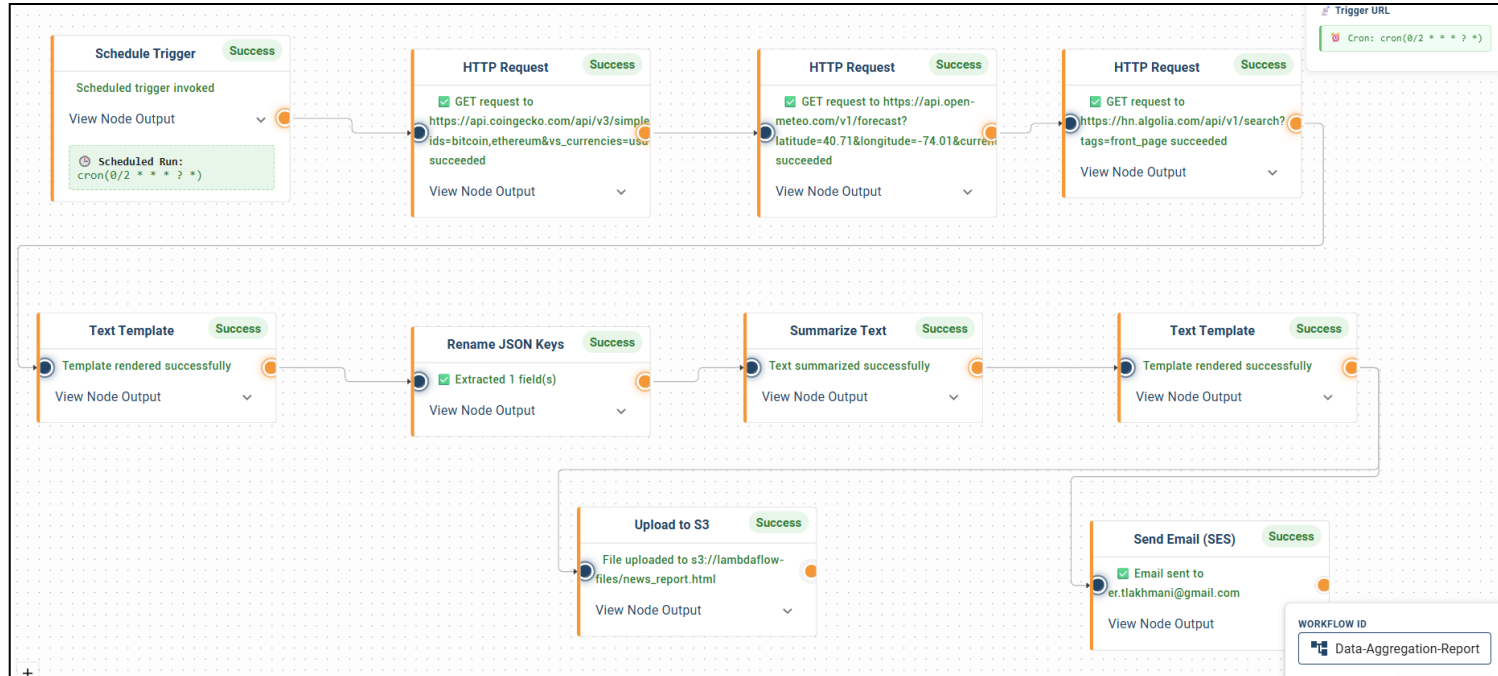 Trigger URL
Cron: cron(0/2 * * * ? *)
Schedule Trigger
Success
Scheduled trigger invoked
View Node Output
Scheduled Run:
cron(0/2 * * * ? *)
HTTP Request
Success
GET request to
https://api.coingecko.com/api/v3/simple
ids=bitcoin,ethereum&vs_currencies=usd
succeeded
View Node Output
HTTP Request
Success
GET request to https://api.open-
meteo.com/v1/forecast?
latitude=40.71&longitude=-74.01&curren
succeeded
View Node Output
HTTP Request
Success
GET request to
https://hn.algolia.com/api/v1/search?
tags=front_page succeeded
View Node Output
Text Template
Success
Template rendered successfully
View Node Output
Rename JSON Keys
Success
Extracted 1 field(s)
View Node Output
Summarize Text
Success
Text summarized successfully
View Node Output
Text Template
Success
Template rendered successfully
View Node Output
Upload to S3
Success
File uploaded to s3://lambdaflow-
files/news_report.html
View Node Output
Send Email (SES)
Success
Email sent to
er.tlakhmani@gmail.com
View Node Output
WORKFLOW ID
Data-Aggregation-Report